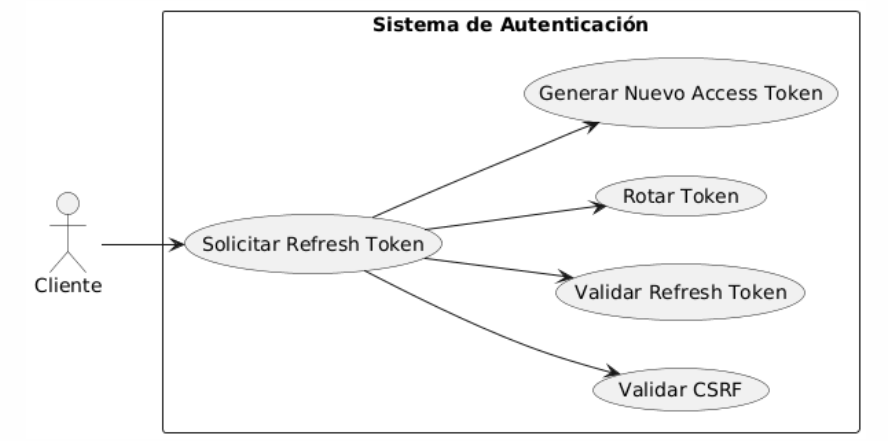 Sistema de Autenticación
Generar Nuevo Access Token
Rotar Token
Solicitar Refresh Token
Cliente
Validar Refresh Token
Validar CSRF